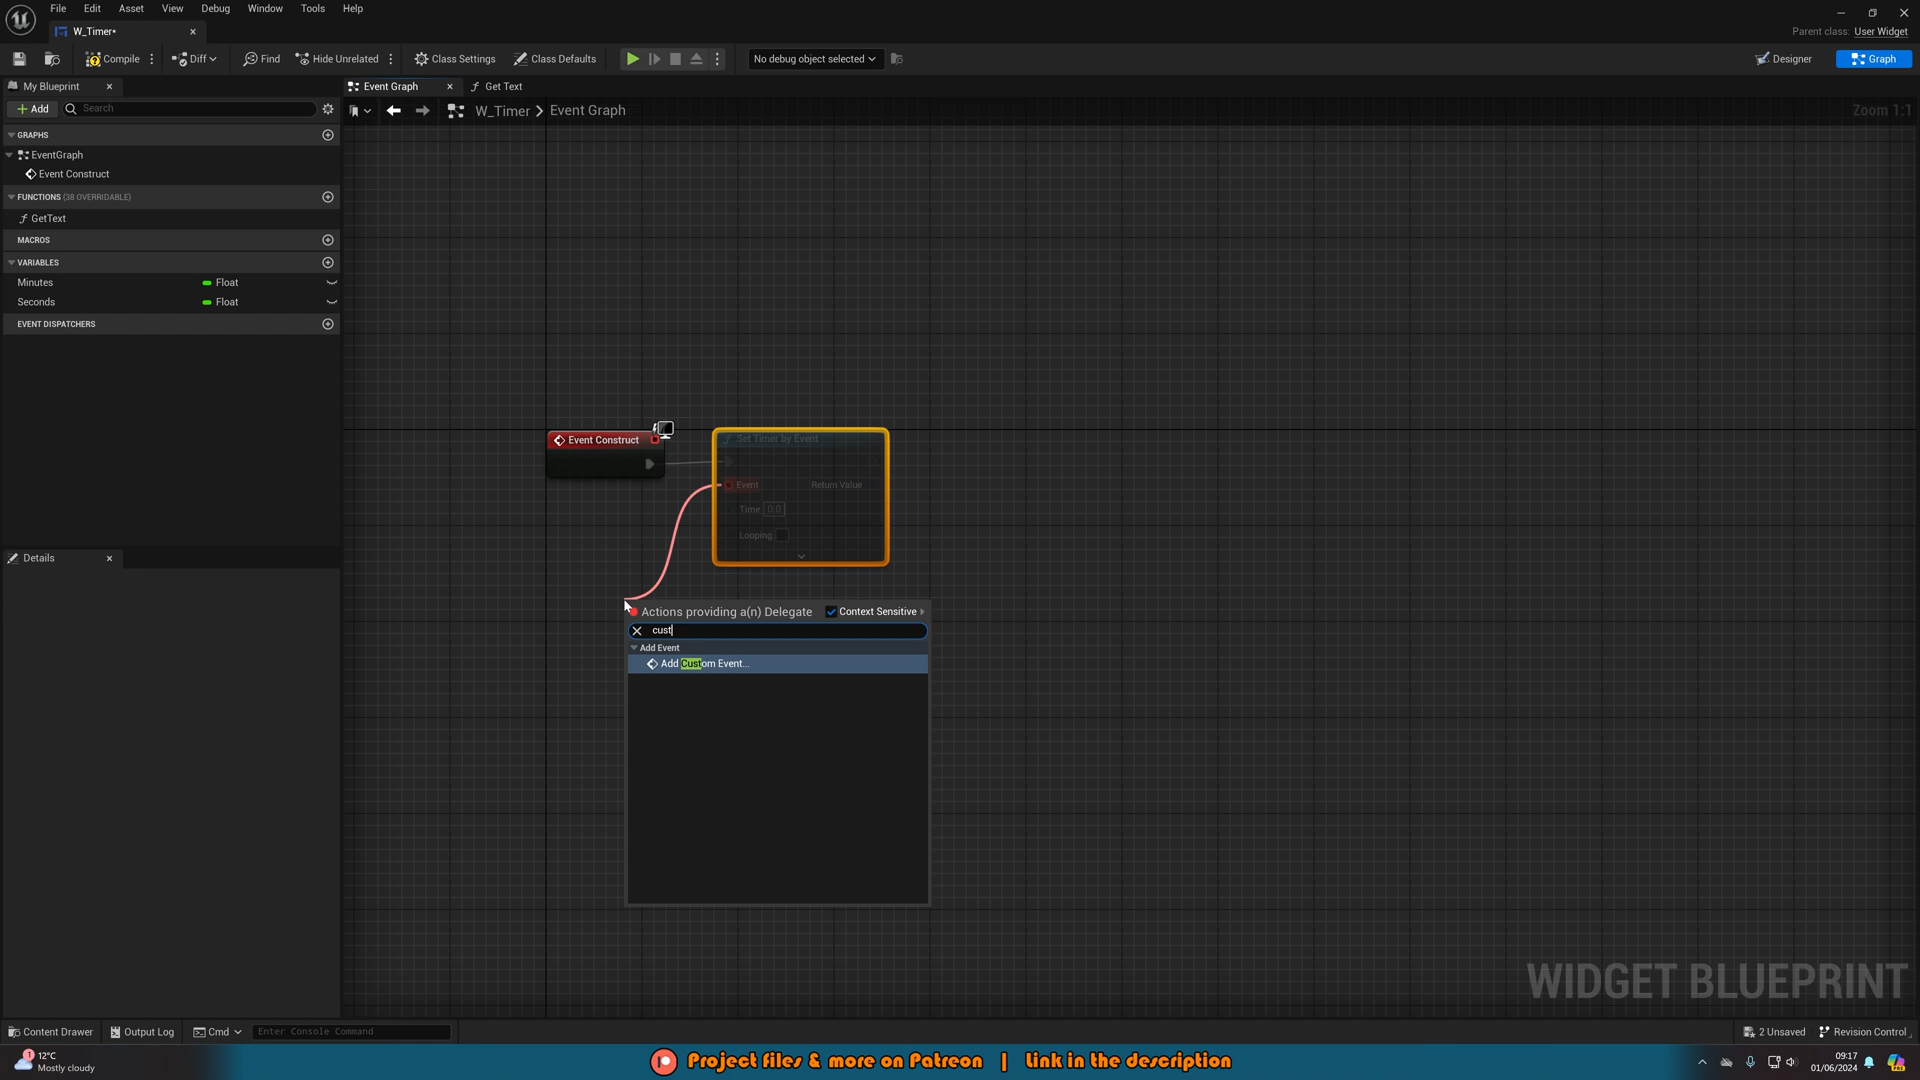 File Edit Asset View Debug Window Tools Help
W_Timer•
Parent class: User Widget
Compile Diff Find Hide Unrelated Class Settings Class Defaults No debug object selected Designer Graph
My Blueprint
Event Graph
Get Text
Add Search
W_Timer > Event Graph
Zoom 1:1
GRAPHS
EventGraph
Event Construct
FUNCTIONS (38 OVERRIDABLE)
GetText
MACROS
VARIABLES
Minutes Float
Seconds Float
EVENT DISPATCHERS
Details
Event Construct
Set Timer by Event
Event Return Value
Time 0.0
Looping
Actions providing a(n) Delegate Context Sensitive
cust
Add Event
Add Custom Event...
WIDGET BLUEPRINT
Content Drawer Output Log Cmd Enter Console Command
2 Unsaved Revision Control
1
12°C
Mostly cloudy
Project files & more on Patreon | Link in the description
09:17
01/06/2024
PRE